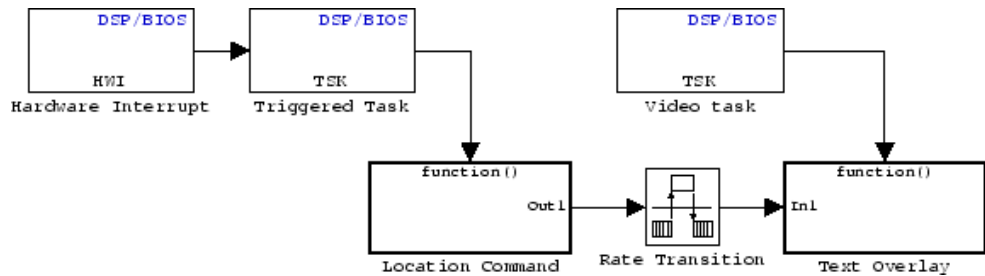 DSP/BIOS
HWI
Hardware Interrupt
DSP/BIOS
TSK
Triggered Task
DSP/BIOS
TSK
Video task
function()
Out1
Location Command
Rate Transition
function()
In1
Text Overlay